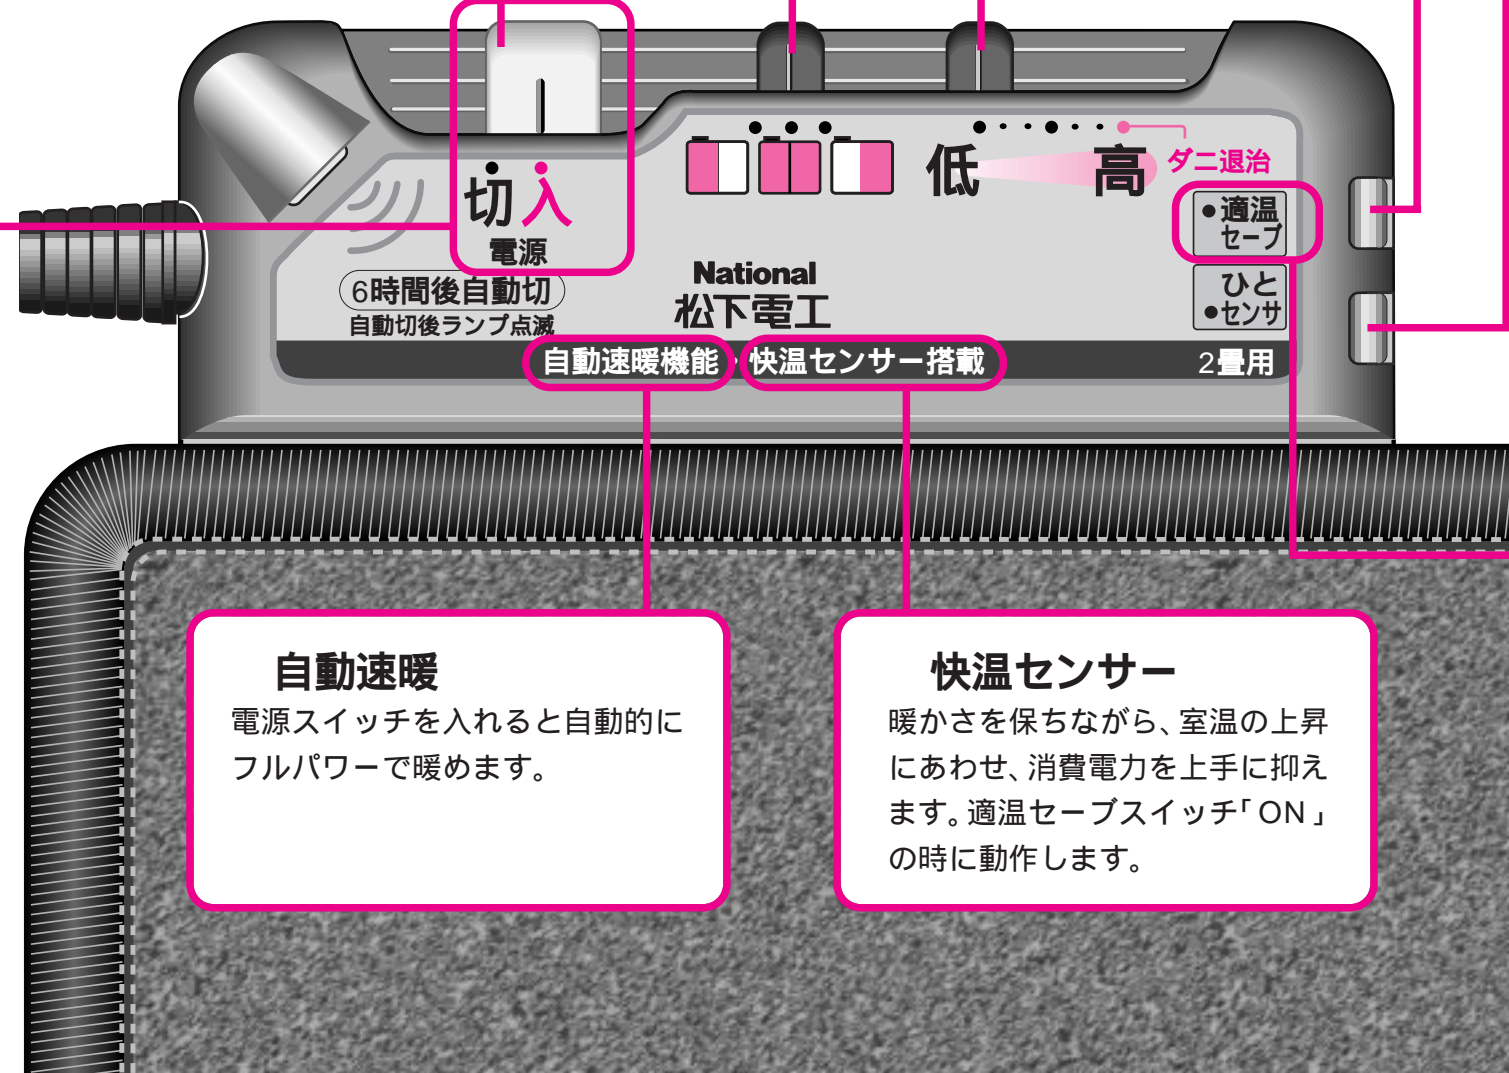 切 入
電源
6時間後自動切
自動切後ランプ点滅
低 高
ダニ退治
適温
セーブ
ひと
センサ
National
松下電工
自動速暖機能・快温センサー搭載
2畳用
自動速暖
電源スイッチを入れると自動的に
フルパワーで暖めます。
快温センサー
暖かさを保ちながら、室温の上昇
にあわせ、消費電力を上手に抑え
ます。適温セーブスイッチ「ON」
の時に動作します。